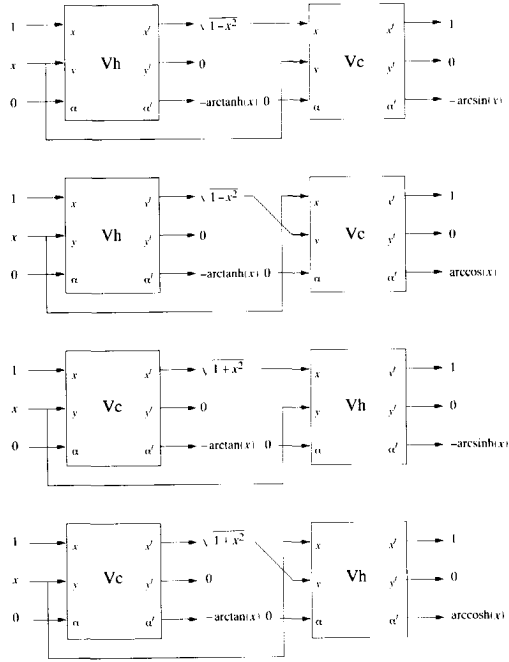 1 x x′ √1−x² x x′ 1
x y Vh y′ 0 y Vc y′ 0
0 α α′ −arctanh(x) 0 α α′ −arcsin(x)
1 x x′ √1−x² x x′ 1
x y Vh y′ 0 y Vc y′ 0
0 α α′ −arctanh(x) 0 α α′ arccos(x)
1 x x′ √1+x² x x′ 1
x y Vc y′ 0 y Vh y′ 0
0 α α′ −arctan(x) 0 α α′ −arcsinh(x)
1 x x′ √1+x² x x′ 1
x y Vc y′ 0 y Vh y′ 0
0 α α′ −arctan(x) 0 α α′ arccosh(x)